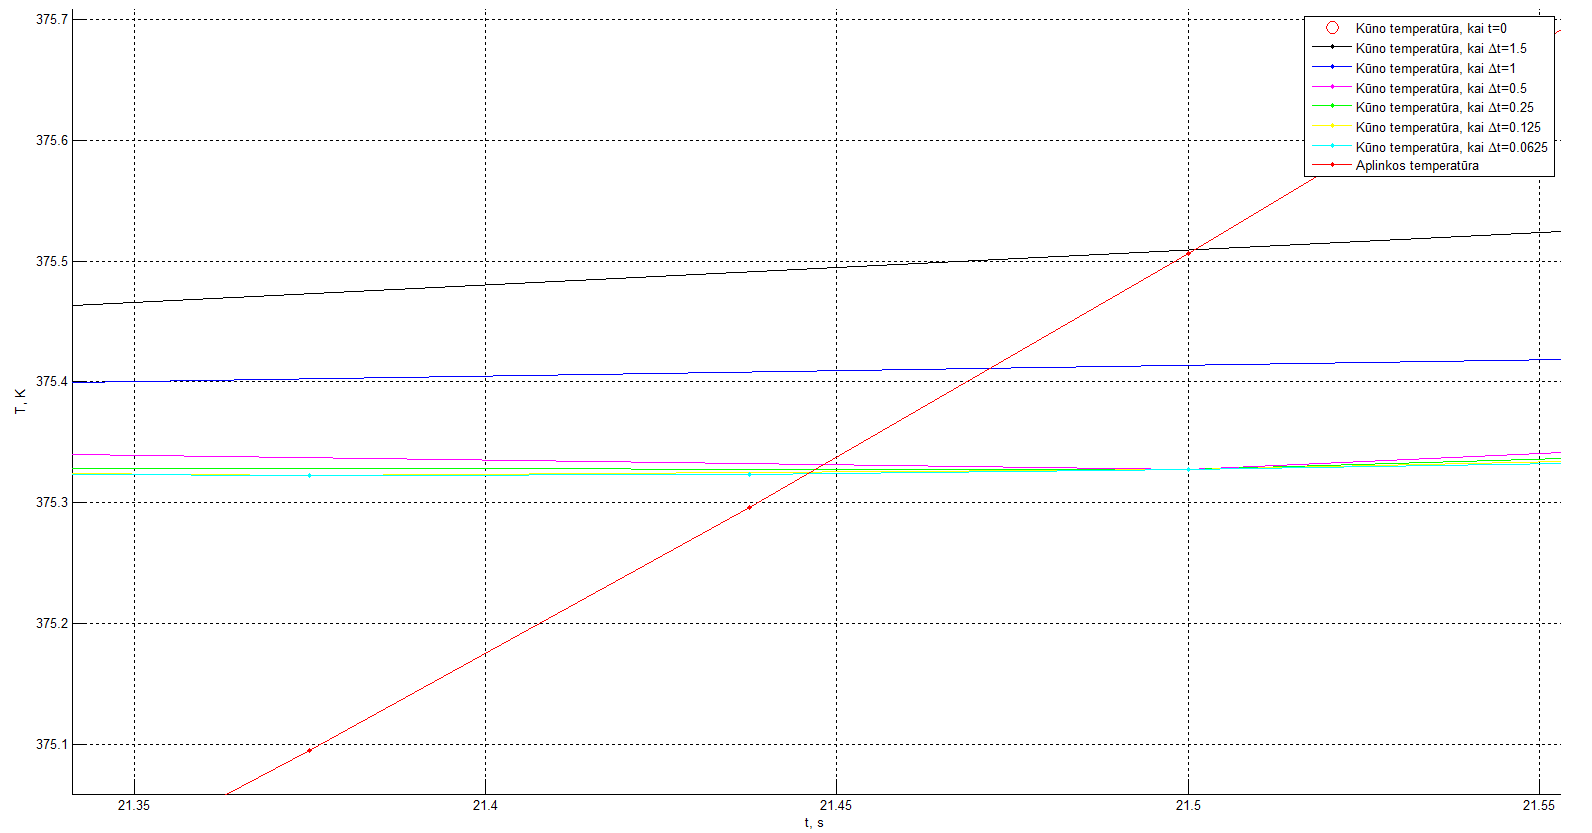 375.7
375.6
375.5
375.4
375.3
375.2
375.1
T, K
21.35
21.4
21.45
21.5
21.55
t, s
Kūno temperatūra, kai t=0
Kūno temperatūra, kai Δt=1.5
Kūno temperatūra, kai Δt=1
Kūno temperatūra, kai Δt=0.5
Kūno temperatūra, kai Δt=0.25
Kūno temperatūra, kai Δt=0.125
Kūno temperatūra, kai Δt=0.0625
Aplinkos temperatūra